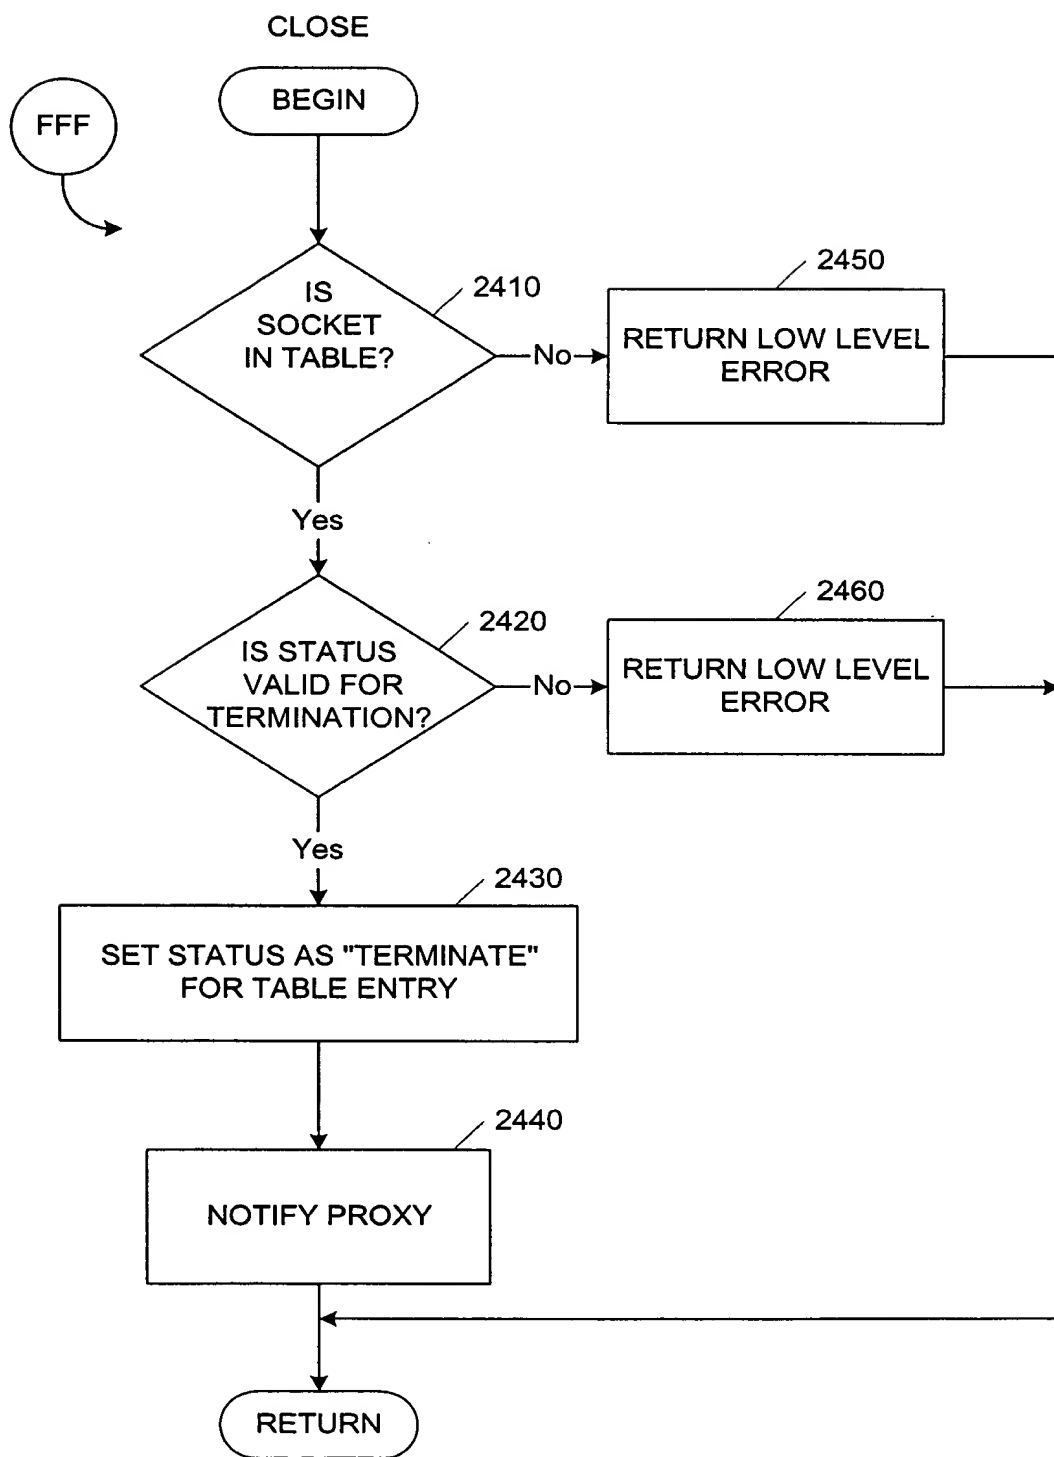 CLOSE
BEGIN
FFF
IS
SOCKET
IN TABLE?
2410
No
2450
RETURN LOW LEVEL
ERROR
Yes
IS STATUS
VALID FOR
TERMINATION?
2420
No
2460
RETURN LOW LEVEL
ERROR
Yes
2430
SET STATUS AS "TERMINATE"
FOR TABLE ENTRY
2440
NOTIFY PROXY
RETURN